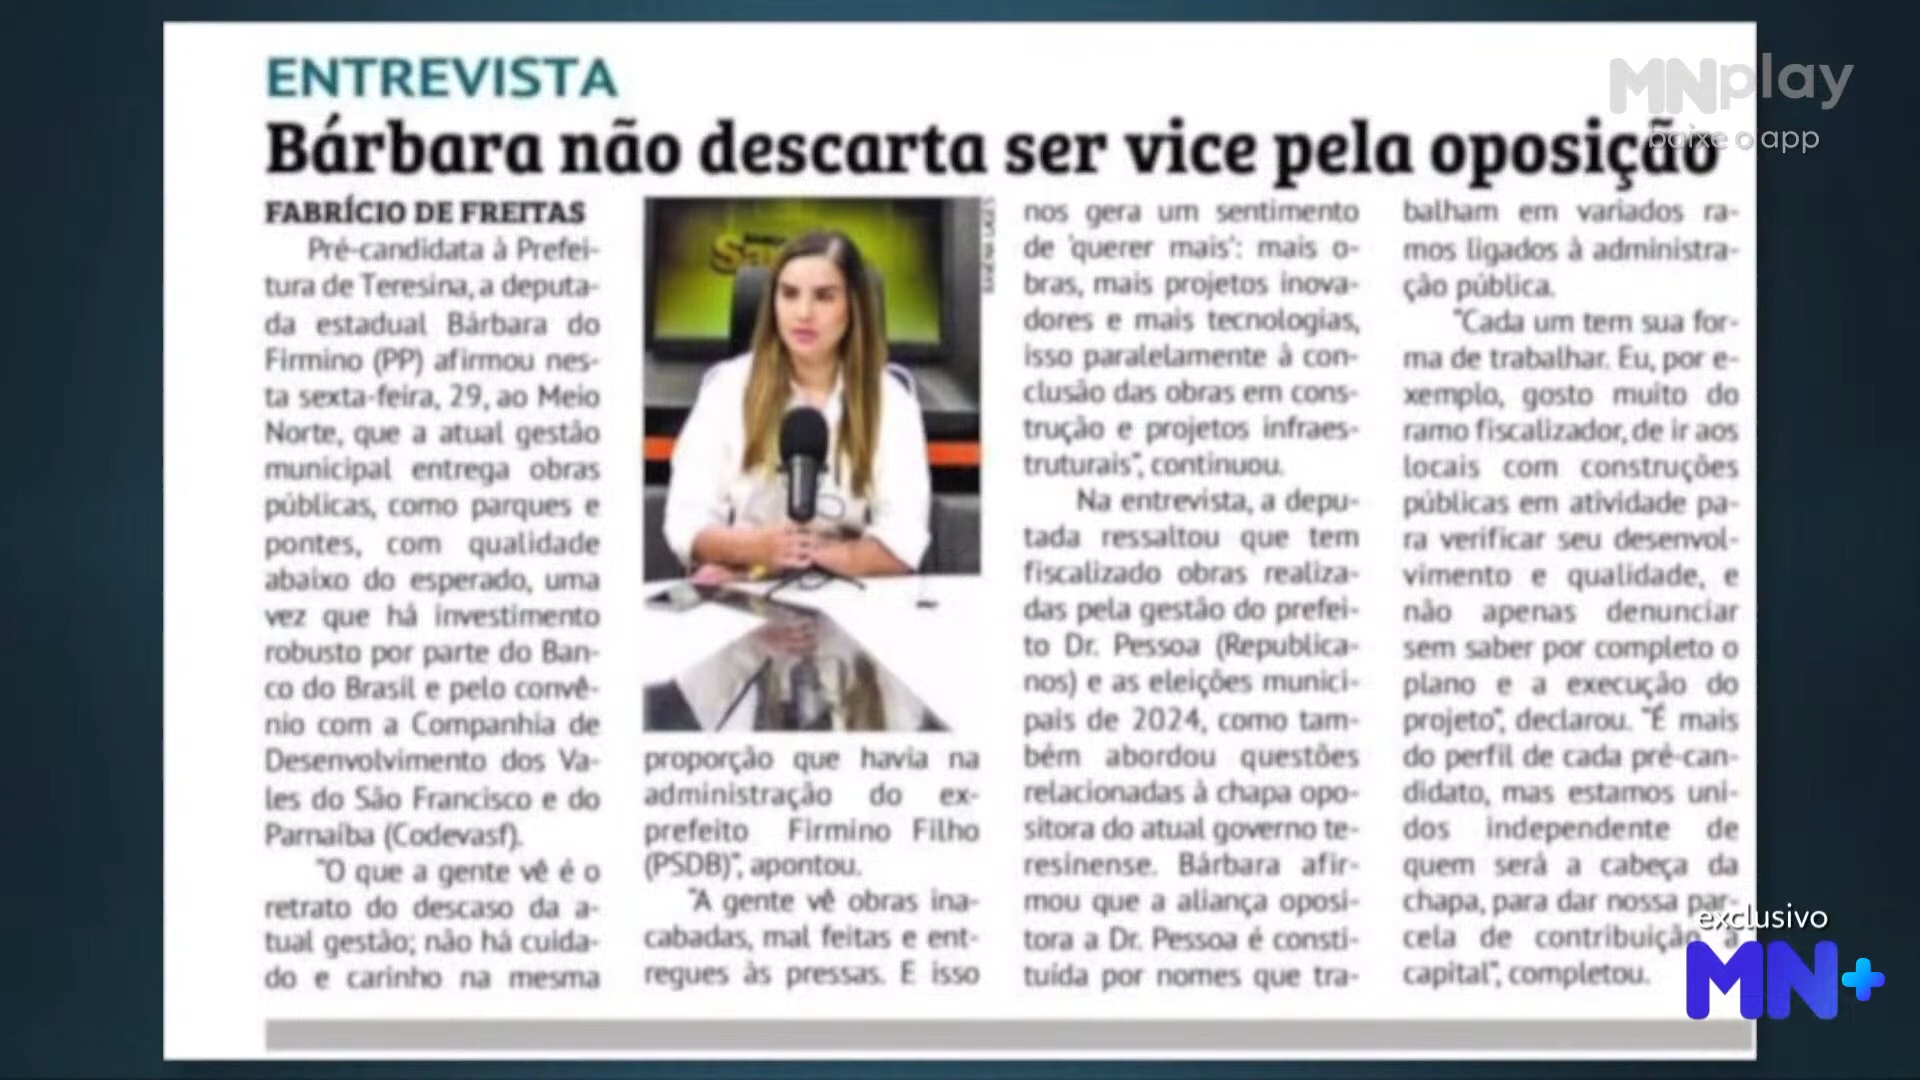 ENTREVISTA
Bárbara não descarta ser vice pela oposição
FABRÍCIO DE FREITAS
Pré-candidata à Prefei-
tura de Teresina, a deputa-
da estadual Bárbara do
Firmino (PP) afirmou nes-
ta sexta-feira, 29, ao Meio
Norte, que a atual gestão
municipal entrega obras
públicas, como parques e
pontes, com qualidade
abaixo do esperado, uma
vez que há investimento
robusto por parte do Ban-
co do Brasil e pelo convê-
nio com a Companhia de
Desenvolvimento dos Va-
les do São Francisco e do
Parnaíba (Codevasf).
"O que a gente vê é o
retrato do descaso da a-
tual gestão; não há cuida-
do e carinho na mesma
proporção que havia na
administração do ex-
prefeito Firmino Filho
(PSDB)", apontou.
"A gente vê obras ina-
cabadas, mal feitas e ent-
regues às pressas. E isso
nos gera um sentimento
de 'querer mais': mais o-
bras, mais projetos inova-
dores e mais tecnologias,
isso paralelamente à con-
clusão das obras em cons-
trução e projetos infraes-
truturais", continuou.
Na entrevista, a depu-
tada ressaltou que tem
fiscalizado obras realiza-
das pela gestão do prefei-
to Dr. Pessoa (Republica-
nos) e as eleições munici-
pais de 2024, como tam-
bém abordou questões
relacionadas à chapa opo-
sitora do atual governo te-
resinense. Bárbara afir-
mou que a aliança oposi-
tora a Dr. Pessoa é consti-
tuída por nomes que tra-
balham em variados ra-
mos ligados à administra-
ção pública.
"Cada um tem sua for-
ma de trabalhar. Eu, por e-
xemplo, gosto muito do
ramo fiscalizador, de ir aos
locais com construções
públicas em atividade pa-
ra verificar seu desenvol-
vimento e qualidade, e
não apenas denunciar
sem saber por completo o
plano e a execução do
projeto", declarou. "É mais
do perfil de cada pré-can-
didato, mas estamos uni-
dos independente de
quem será a cabeça da
chapa, para dar nossa par-
cela de contribuição à
capital", completou.
MNplay
baixe o app
exclusivo
MN+